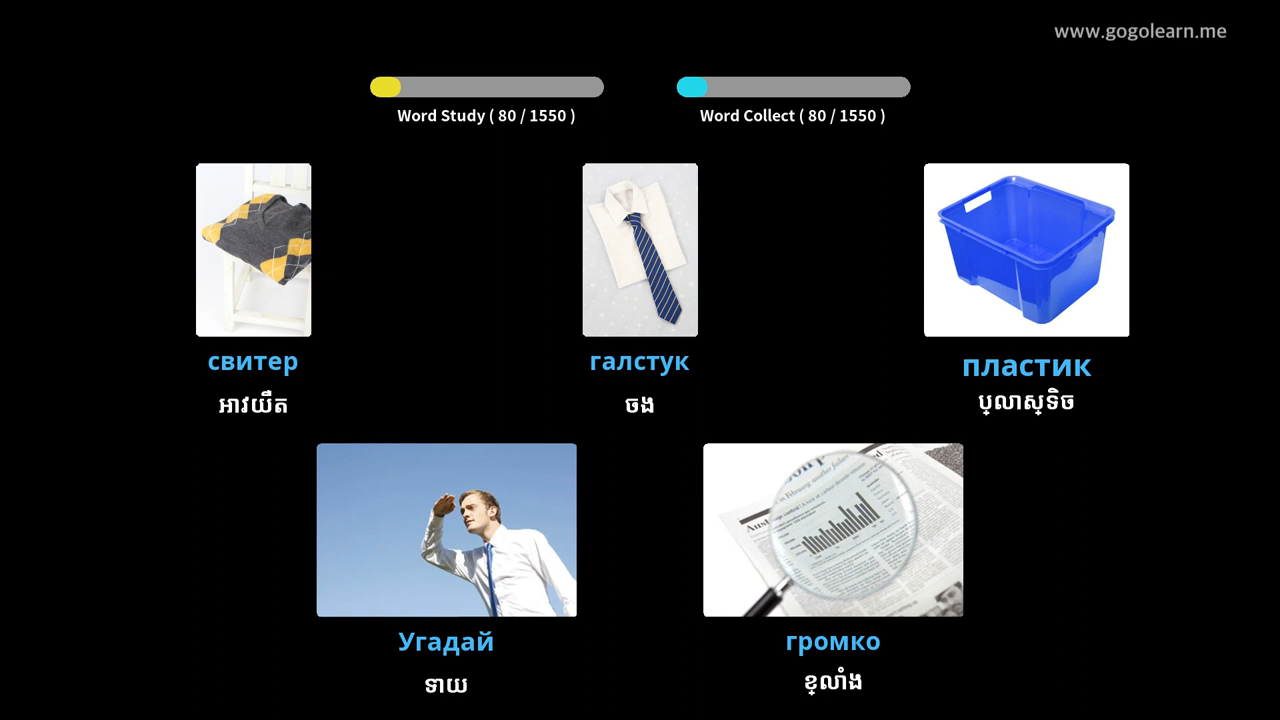 www.gogolearn.me
Word Study ( 80 / 1550 )
Word Collect ( 80 / 1550 )
свитер
галстук
пластик
អាវយឺត
ចង
ប្លាស្ទិច
Угадай
громко
ទាយ
ខ្លាំង